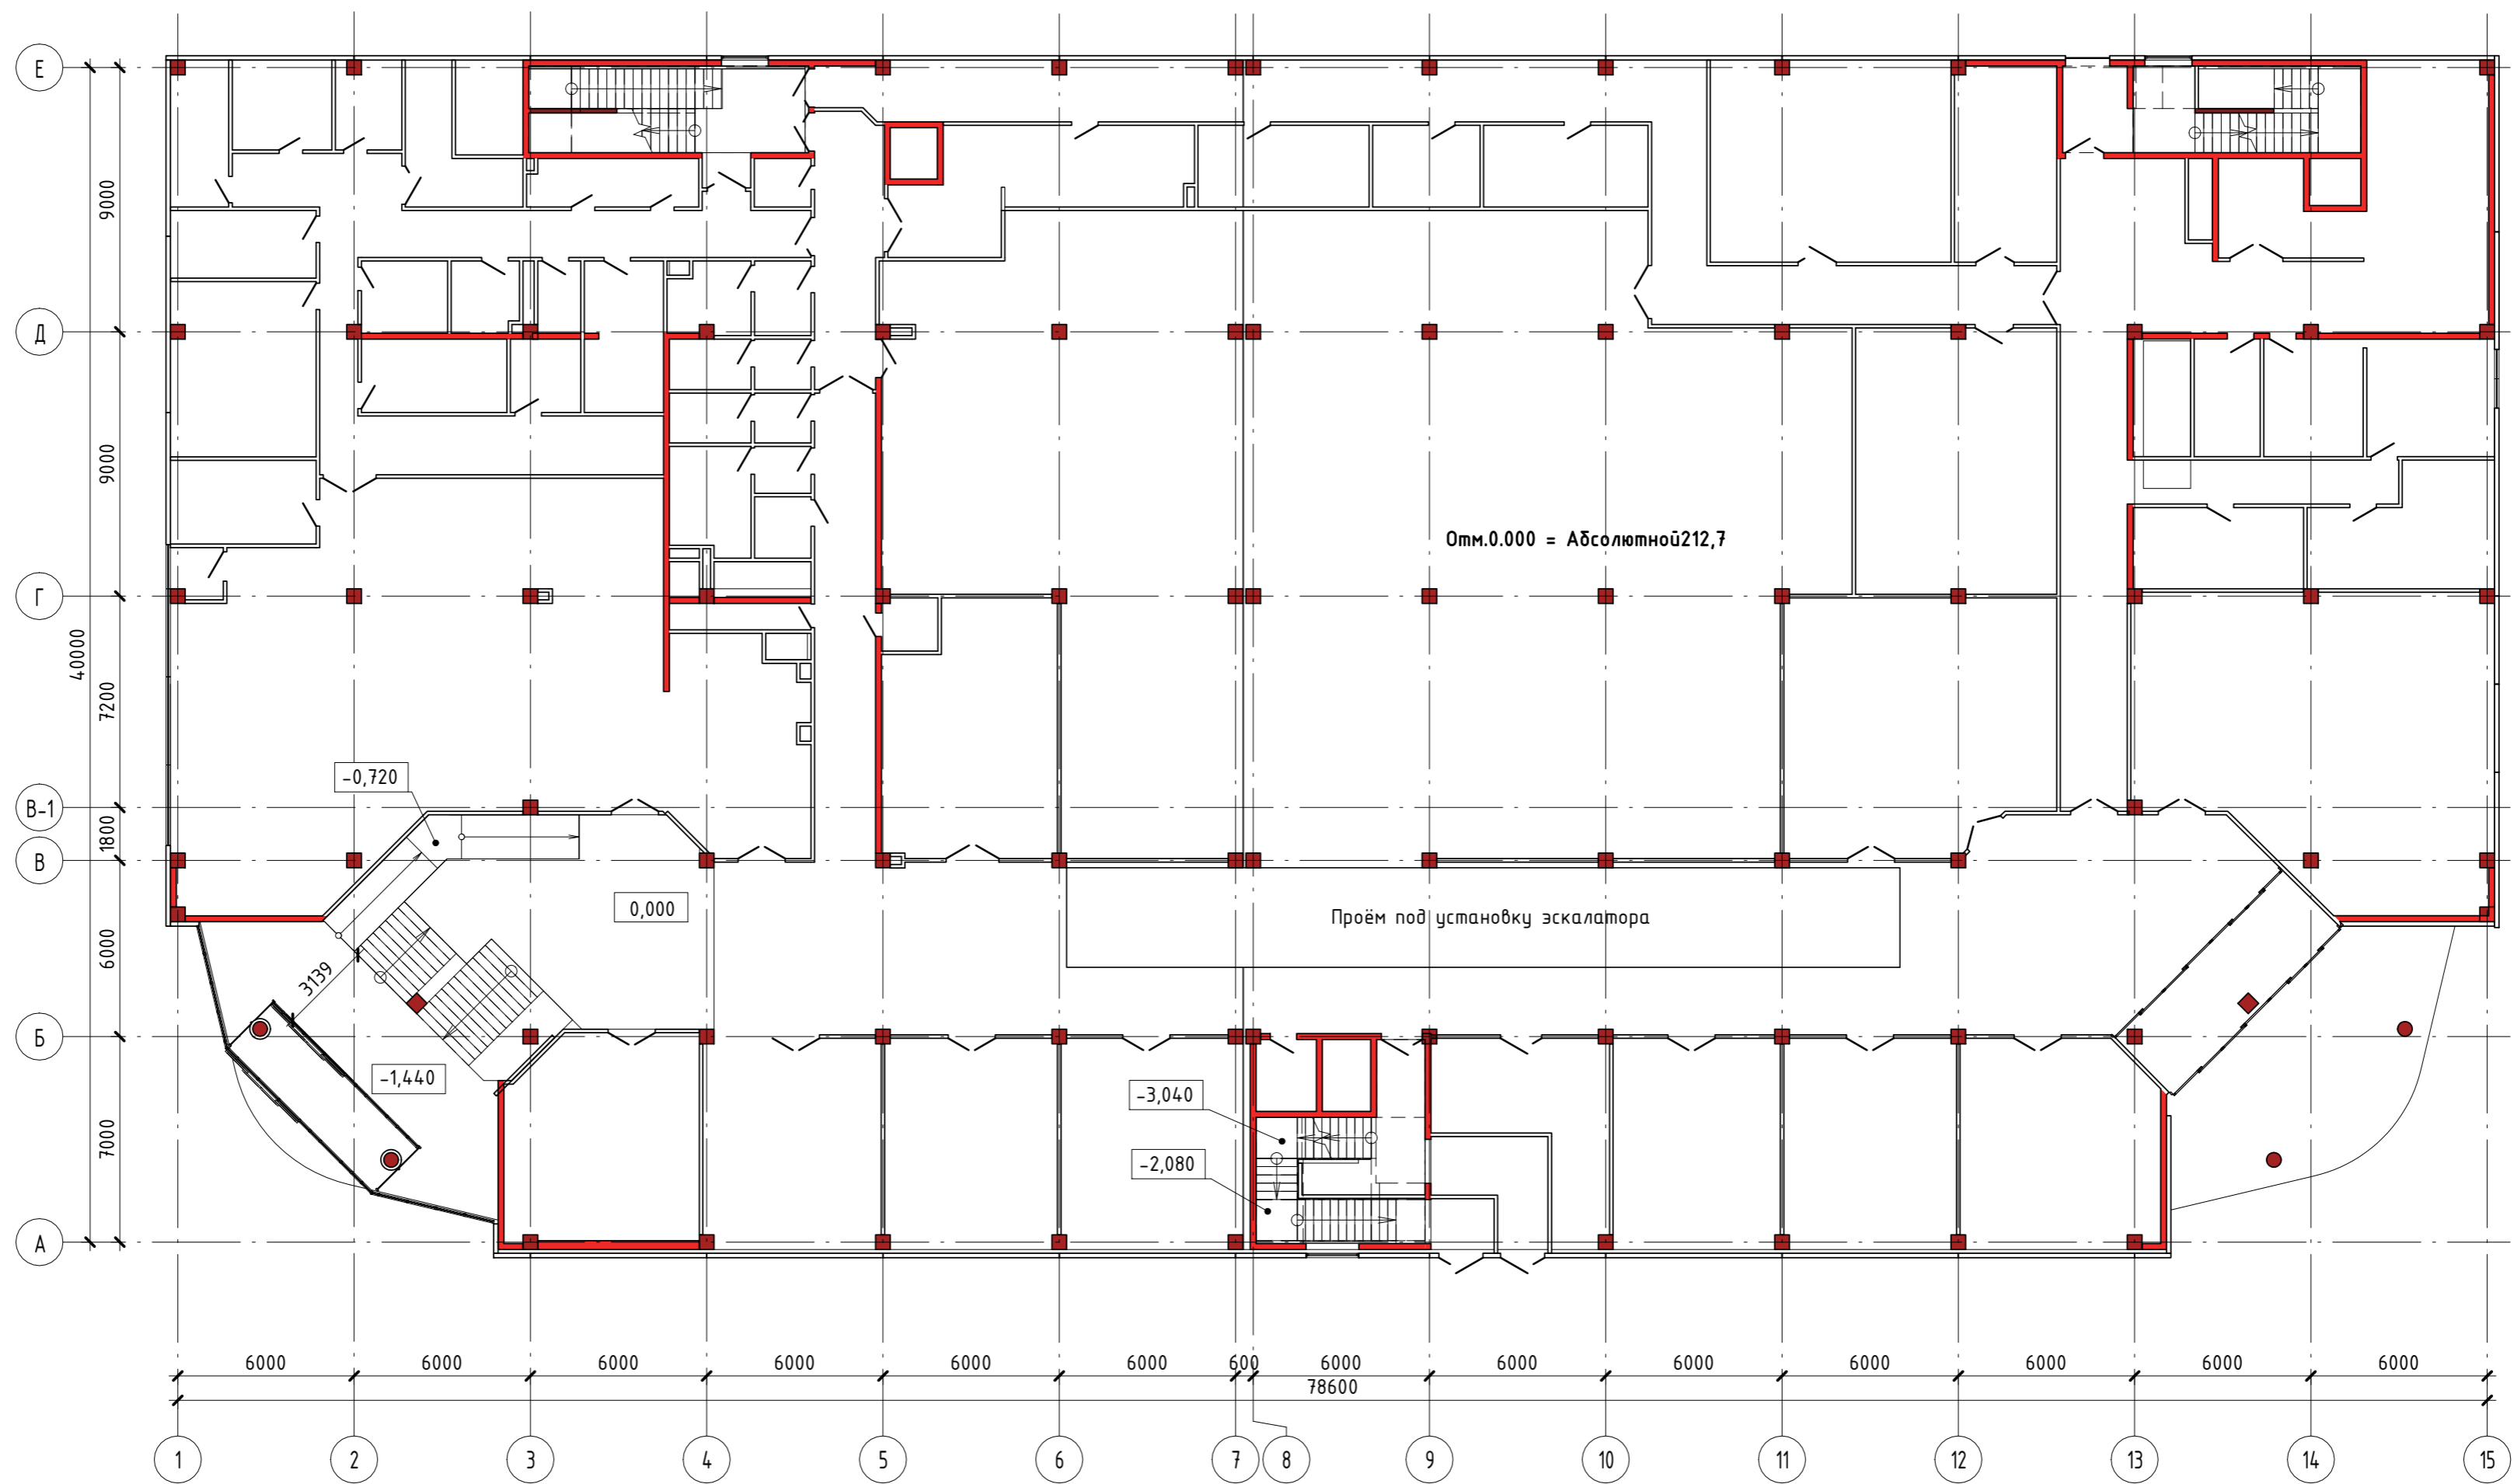 Е
9000
Д
9000
Отм.0.000 = Абсолютной212,7
Г
40000
7200
-0,720
В-1
1800
В
0,000
Проём под установку эскалатора
6000
3139
Б
-1,440
-3,040
7000
-2,080
А
6000 6000 6000 6000 6000 6000 600 6000 6000 6000 6000 6000 6000 6000
78600
1 2 3 4 5 6 7 8 9 10 11 12 13 14 15